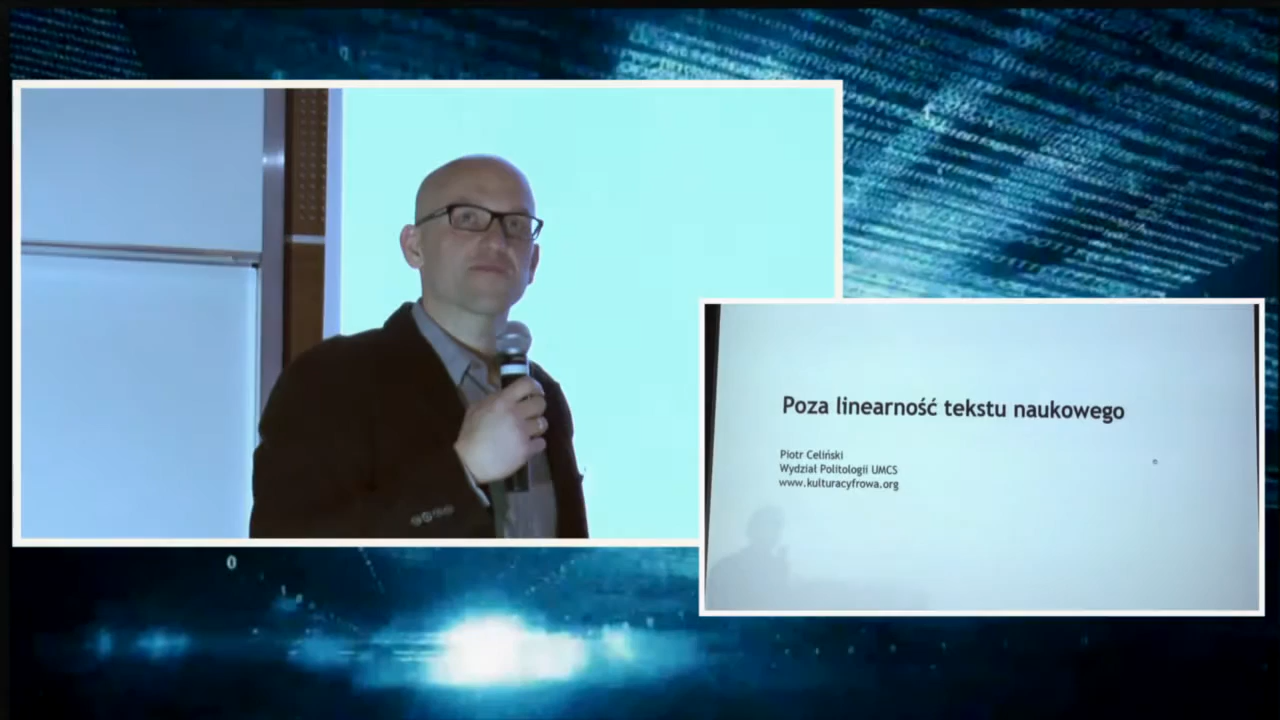 Poza linearność tekstu naukowego
Piotr Celiński
Wydział Politologii UMCS
www.kulturacyfrowa.org